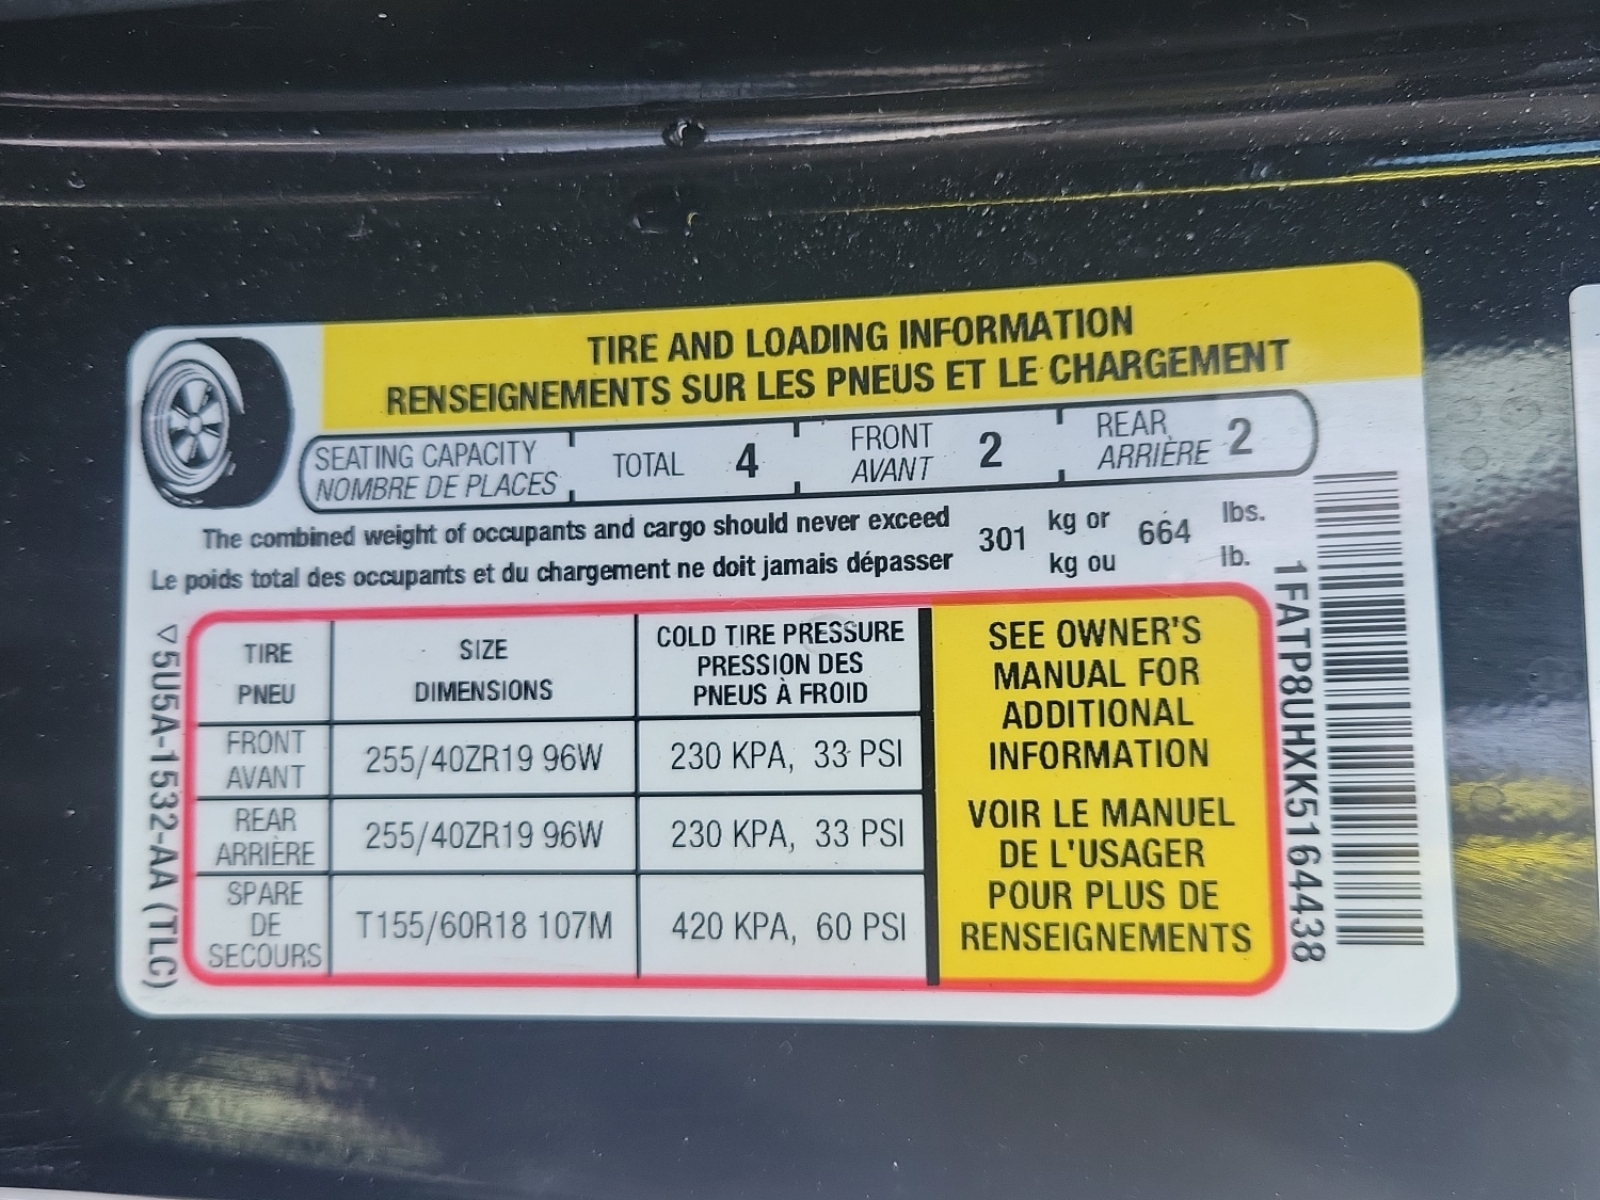 TIRE AND LOADING INFORMATION
RENSEIGNEMENTS SUR LES PNEUS ET LE CHARGEMENT
SEATING CAPACITY
NOMBRE DE PLACES
TOTAL 4
FRONT
AVANT
2
REAR
ARRIÈRE
2
The combined weight of occupants and cargo should never exceed
Le poids total des occupants et du chargement ne doit jamais dépasser
301
kg or
kg ou
664
lbs.
lb.
TIRE
PNEU
SIZE
DIMENSIONS
COLD TIRE PRESSURE
PRESSION DES
PNEUS À FROID
FRONT
AVANT
255/40ZR19 96W
230 KPA, 33 PSI
REAR
ARRIÈRE
255/40ZR19 96W
230 KPA, 33 PSI
SPARE
DE
SECOURS
T155/60R18 107M
420 KPA, 60 PSI
SEE OWNER'S
MANUAL FOR
ADDITIONAL
INFORMATION
VOIR LE MANUEL
DE L'USAGER
POUR PLUS DE
RENSEIGNEMENTS
5U5A-1532-AA (TLC)
1FATP8UHXK5164438